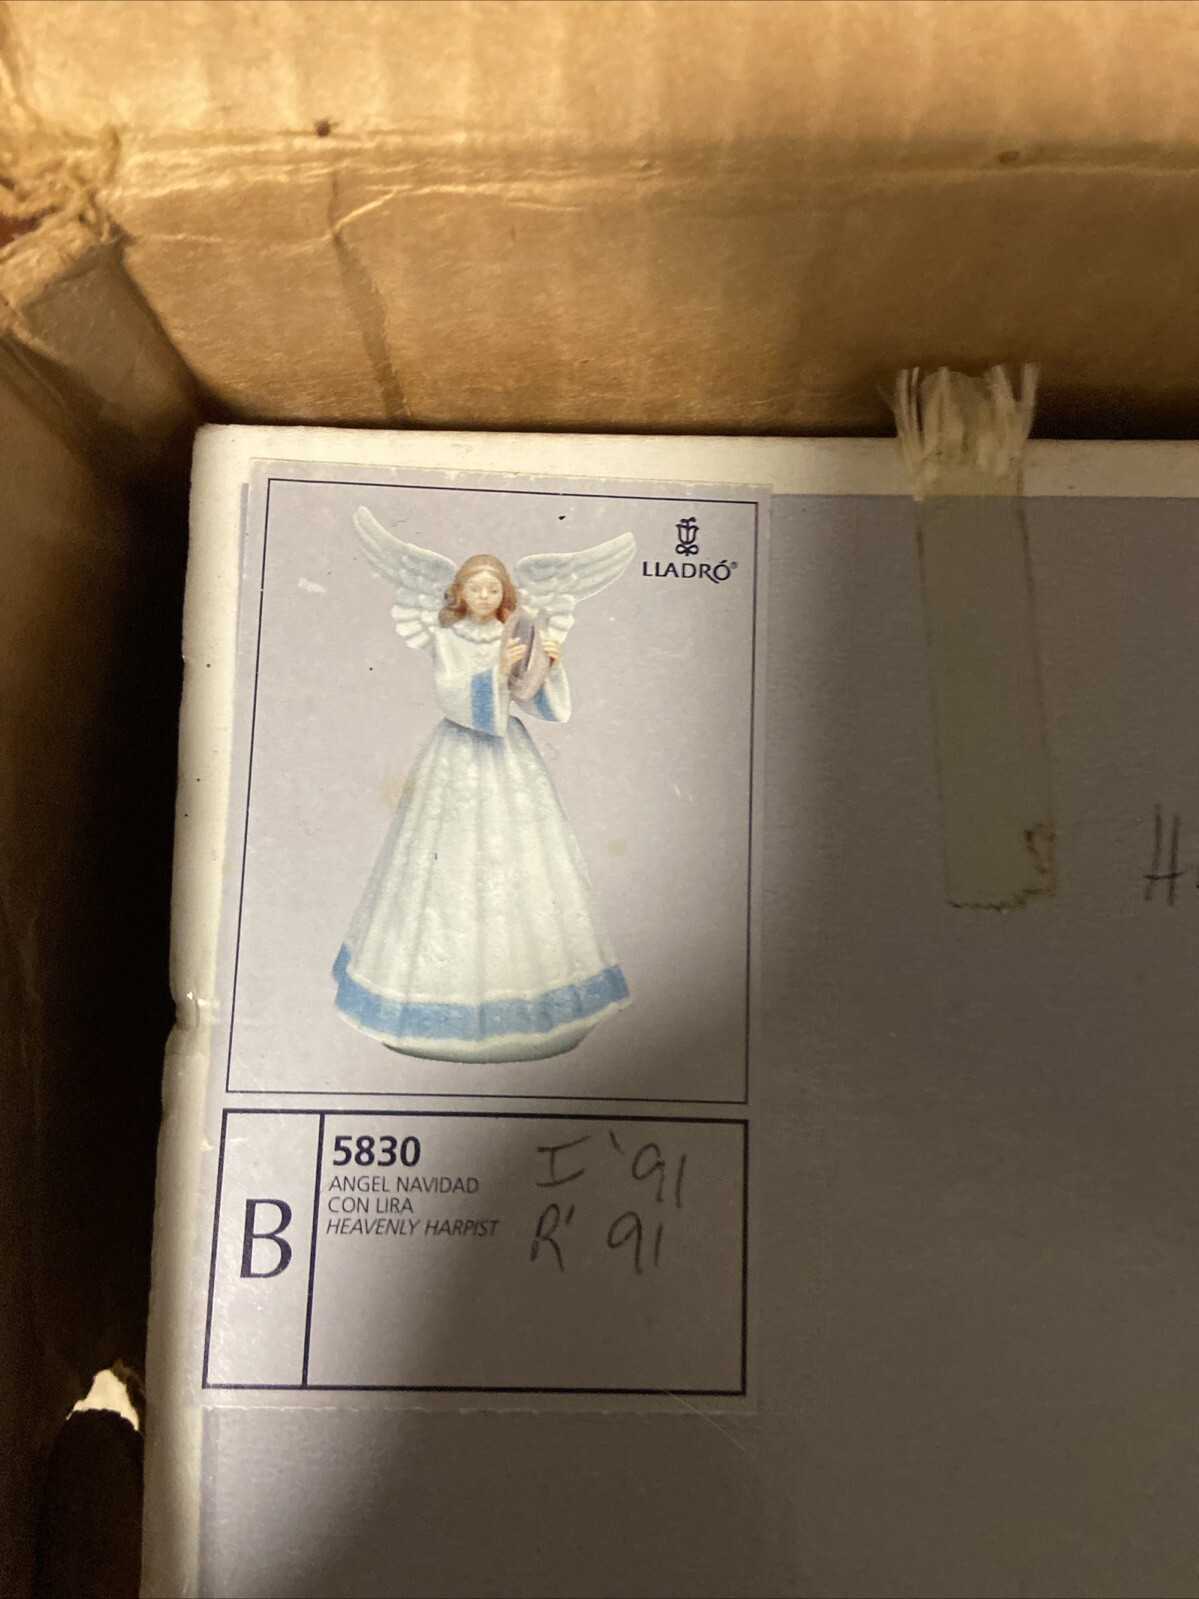 LLADRÓ®
H
5830
ANGEL NAVIDAD
CON LIRA
HEAVENLY HARPIST
I '91
R' 91
B